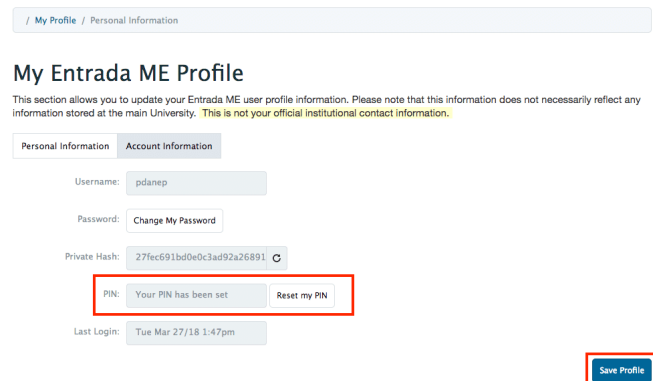 / My Profile / Personal Information
My Entrada ME Profile
This section allows you to update your Entrada ME user profile information. Please note that this information does not necessarily reflect any
information stored at the main University. This is not your official institutional contact information.
Personal Information Account Information
Username: pdanep
Password: Change My Password
Private Hash: 27fec691bd0e0c3ad92a26891
PIN: Your PIN has been set Reset my PIN
Last Login: Tue Mar 27/18 1:47pm
Save Profile